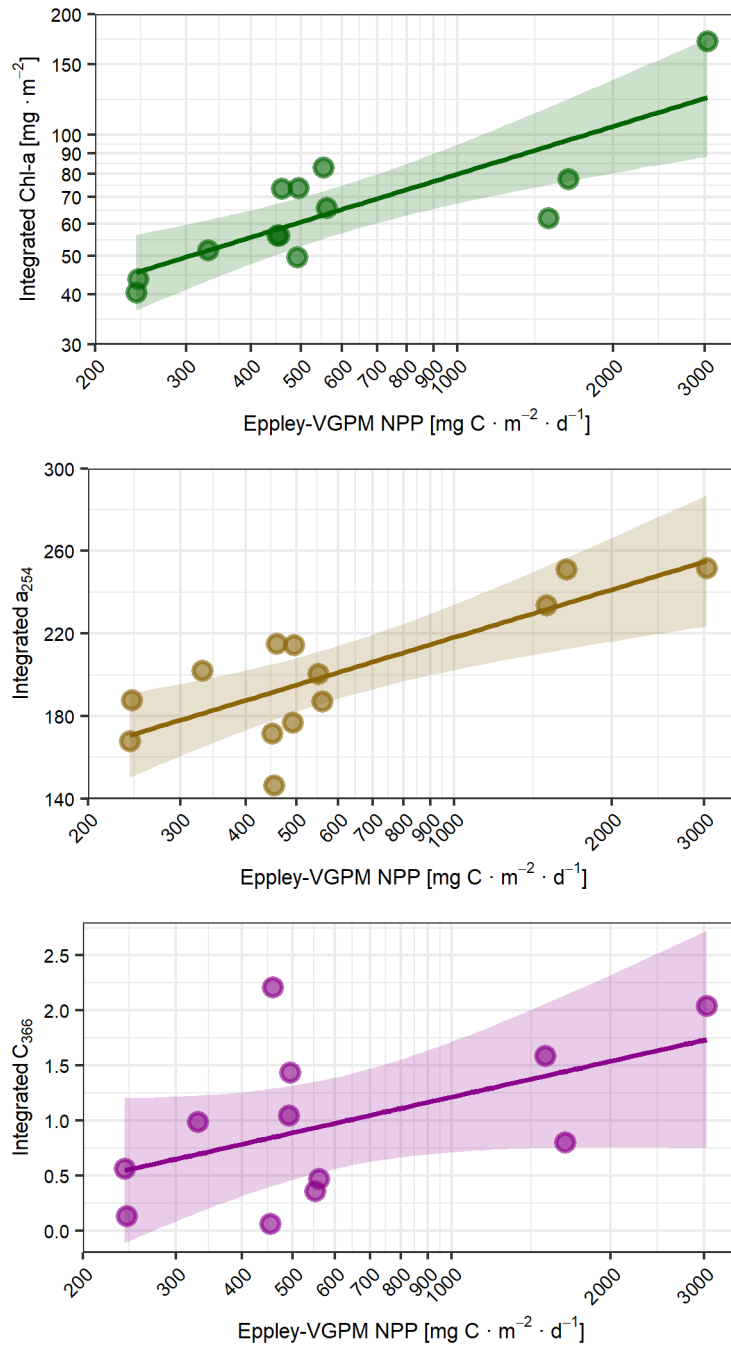 Integrated Chl-a [mg · m⁻²]
200
150
100
90
80
70
60
50
40
30
200 300 400 500 600 700 800 900 1000 2000 3000
Eppley-VGPM NPP [mg C · m⁻² · d⁻¹]
Integrated a₂₅₄
300
260
220
180
140
200 300 400 500 600 700 800 900 1000 2000 3000
Eppley-VGPM NPP [mg C · m⁻² · d⁻¹]
Integrated C₃₆₆
2.5
2.0
1.5
1.0
0.5
0.0
200 300 400 500 600 700 800 900 1000 2000 3000
Eppley-VGPM NPP [mg C · m⁻² · d⁻¹]